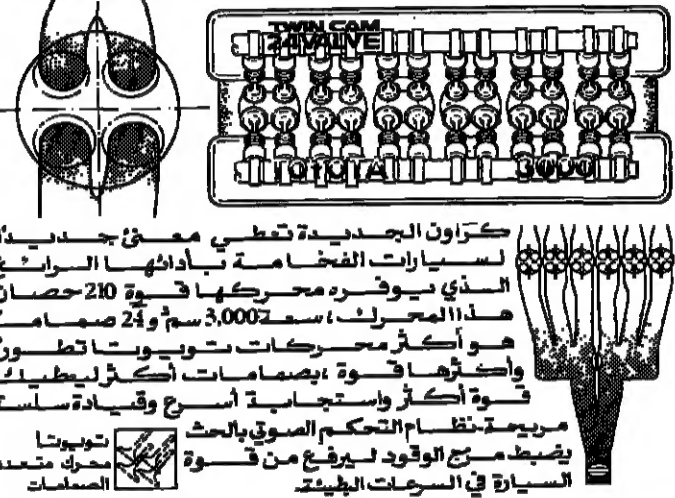 TWIN CAM
24 VALVE
TOYOTA 3000
كراون الجديدة تعطي معنىً جديداً
لسيارات الفخامة بأدائها الرائع
الذي يوفره محركها قوة 210 حصان
هذا المحرك، سعة 3,000 سم³ و24 صماماً
هو أكثر محركات تويوتا تطوراً
وأكثرها قوة، بصمامات أكثر ليعطيك
قوة أكثر واستجابة أسرع وقيادة سلسة
مريحة. نظام التحكم الصوتي بالحث
يضبط مزج الوقود ليرفع من قوة
السيارة في السرعات البطيئة.
تويوتا
محرك متعدد
الصمامات